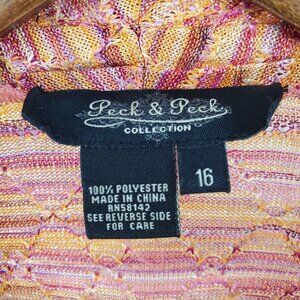 Peck & Peck
COLLECTION
100% POLYESTER
MADE IN CHINA
RN58142
SEE REVERSE SIDE
FOR CARE
16